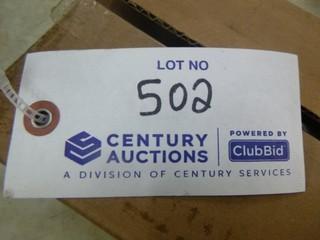 LOT NO
502
CENTURY
AUCTIONS
POWERED BY
ClubBid
A DIVISION OF CENTURY SERVICES